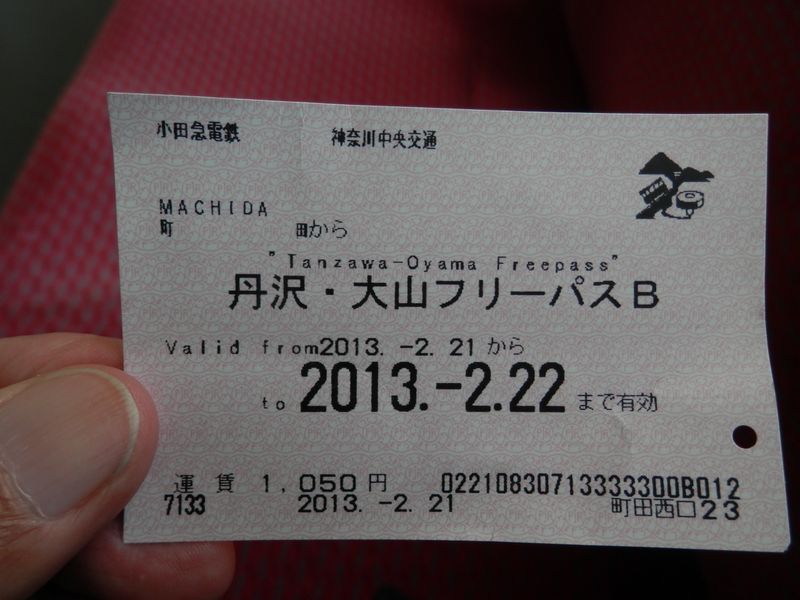 小田急電鉄 神奈川中央交通
MACHIDA
町 田から
"Tanzawa-Oyama Freepass"
丹沢・大山フリーパスB
Valid from2013.-2.21から
to 2013.-2.22まで有効
運賃 1,050円 02210830713333300B012
7133 2013.-2.21 町田西口23